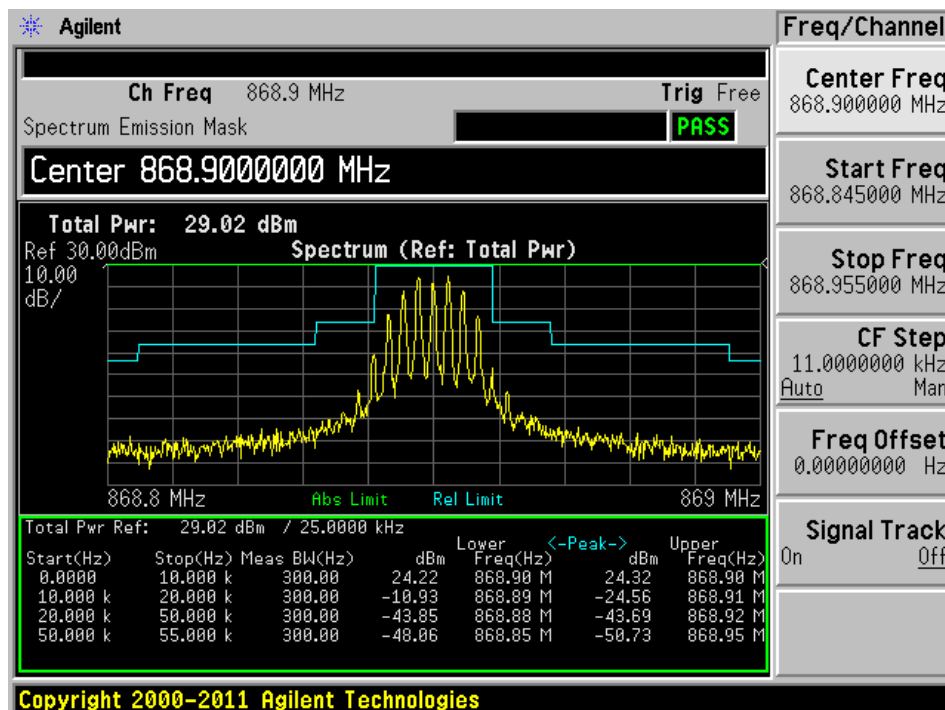 Agilent
Freq/Channel
Ch Freq 868.9 MHz Trig Free
Spectrum Emission Mask PASS
Center 868.9000000 MHz
Total Pwr: 29.02 dBm
Ref 30.00dBm Spectrum (Ref: Total Pwr)
10.00
dB/
868.8 MHz Abs Limit Rel Limit 869 MHz
Total Pwr Ref: 29.02 dBm / 25.0000 kHz
Lower <-Peak-> Upper
Start(Hz) Stop(Hz) Meas BW(Hz) dBm Freq(Hz) dBm Freq(Hz)
0.0000 10.000 k 300.00 24.22 868.90 M 24.32 868.90 M
10.000 k 20.000 k 300.00 -10.93 868.89 M -24.56 868.91 M
20.000 k 50.000 k 300.00 -43.85 868.88 M -43.69 868.92 M
50.000 k 55.000 k 300.00 -48.06 868.85 M -50.73 868.95 M
Copyright 2000-2011 Agilent Technologies
Center Freq
868.900000 MHz
Start Freq
868.845000 MHz
Stop Freq
868.955000 MHz
CF Step
11.0000000 kHz
Auto Man
Freq Offset
0.00000000 Hz
Signal Track
On Off